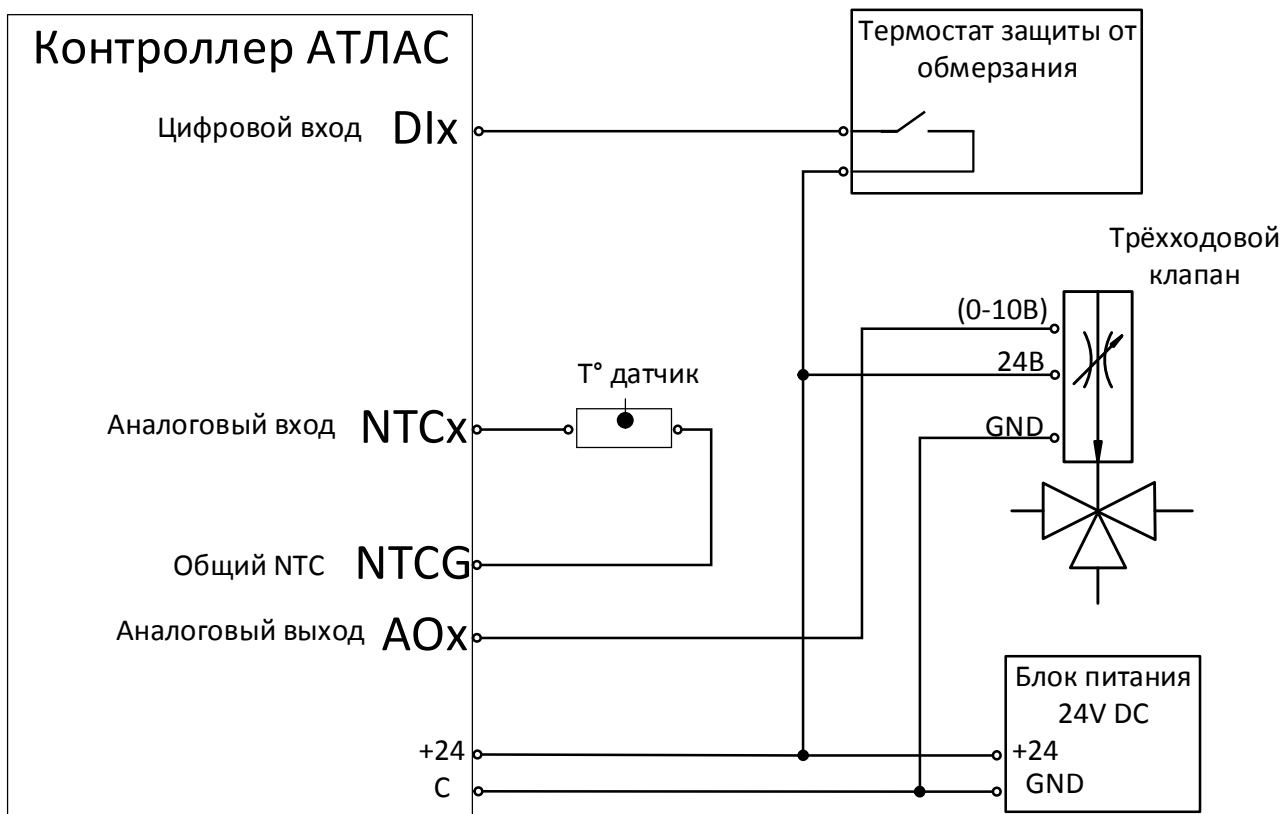 Контроллер АТЛАС
Термостат защиты от
обмерзания
Цифровой вход DIx
Трёхходовой
клапан
(0-10В)
24В
GND
T° датчик
Аналоговый вход NTCx
Общий NTC NTCG
Аналоговый выход AOx
Блок питания
24V DC
+24
+24
C
GND